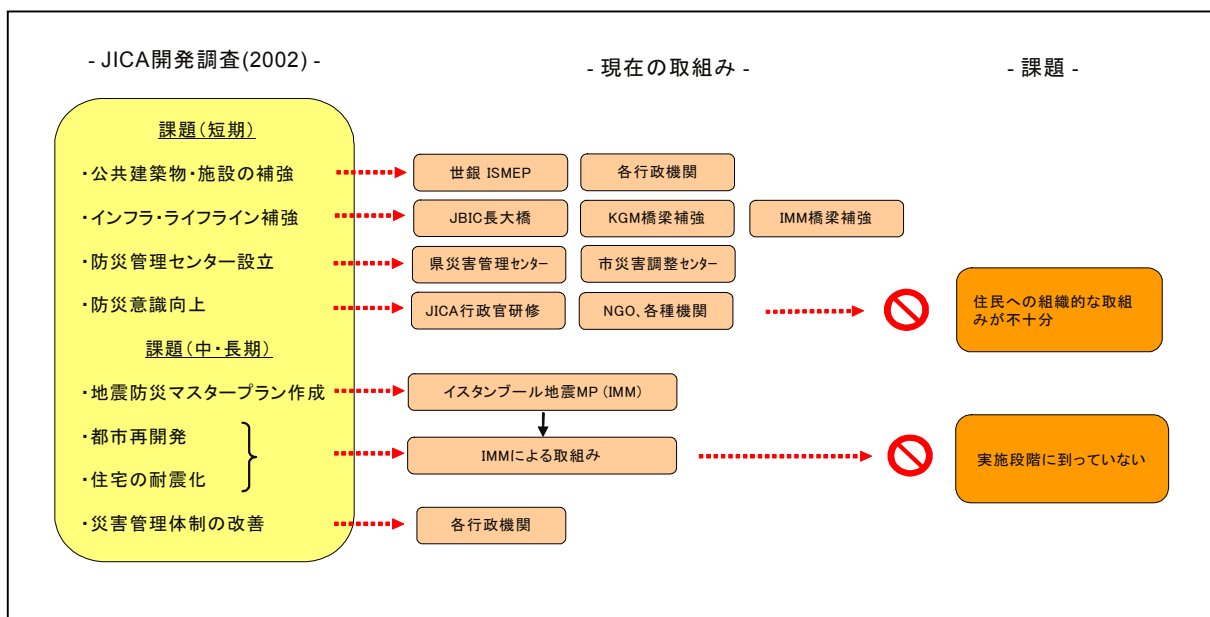 - JICA開発調査(2002) -
- 現在の取組み -
- 課題 -
課題(短期)
・公共建築物・施設の補強
世銀 ISMEP
各行政機関
・インフラ・ライフライン補強
JBIC長大橋
KGM橋梁補強
IMM橋梁補強
・防災管理センター設立
県災害管理センター
市災害調整センター
・防災意識向上
JICA行政官研修
NGO、各種機関
住民への組織的な取組
みが不十分
課題(中・長期)
・地震防災マスタープラン作成
イスタンブール地震MP (IMM)
・都市再開発
・住宅の耐震化
IMMによる取組み
実施段階に到っていない
・災害管理体制の改善
各行政機関